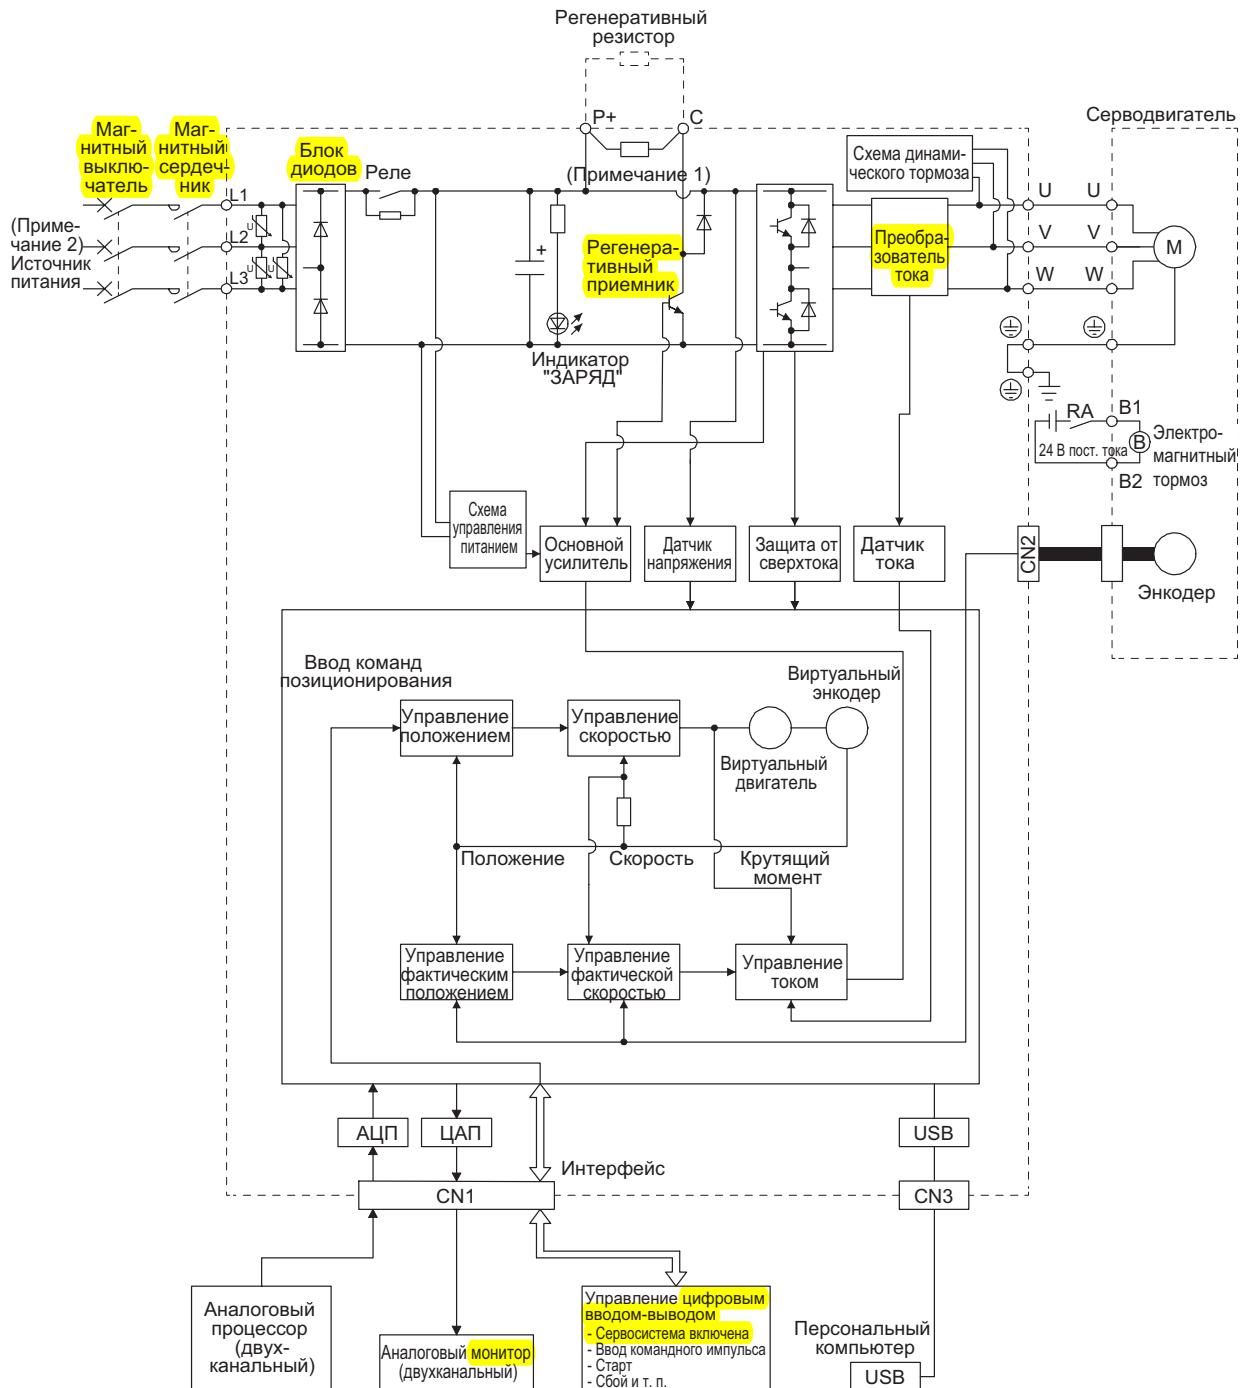 Регенеративный
резистор
P+
C
Серводвигатель
Маг-
нитный
выклю-
чатель
Маг-
нитный
сердеч-
ник
Блок
диодов
Реле
(Примечание 1)
Схема динами-
ческого тормоза
L1
L2
L3
(Приме-
чание 2)
Источник
питания
U
U
U
+
Регенера-
тивный
приемник
Преобра-
зователь
тока
U
V
W
U
V
W
M
Индикатор
"ЗАРЯД"
RA
24 В пост. тока
B1
B
B2
Электро-
магнитный
тормоз
Схема
управления
питанием
Основной
усилитель
Датчик
напряжения
Защита от
сверхтока
Датчик
тока
CN2
Энкодер
Ввод команд
позиционирования
Управление
положением
Управление
скоростью
Виртуальный
энкодер
Виртуальный
двигатель
Положение
Скорость
Крутящий
момент
Управление
фактическим
положением
Управление
фактической
скоростью
Управление
током
АЦП
ЦАП
USB
Интерфейс
CN1
CN3
Аналоговый
процессор
(двух-
канальный)
Аналоговый монитор
(двухканальный)
Управление цифровым
вводом-выводом
- Сервосистема включена
- Ввод командного импульса
- Старт
- Сбой и т. п.
Персональный
компьютер
USB